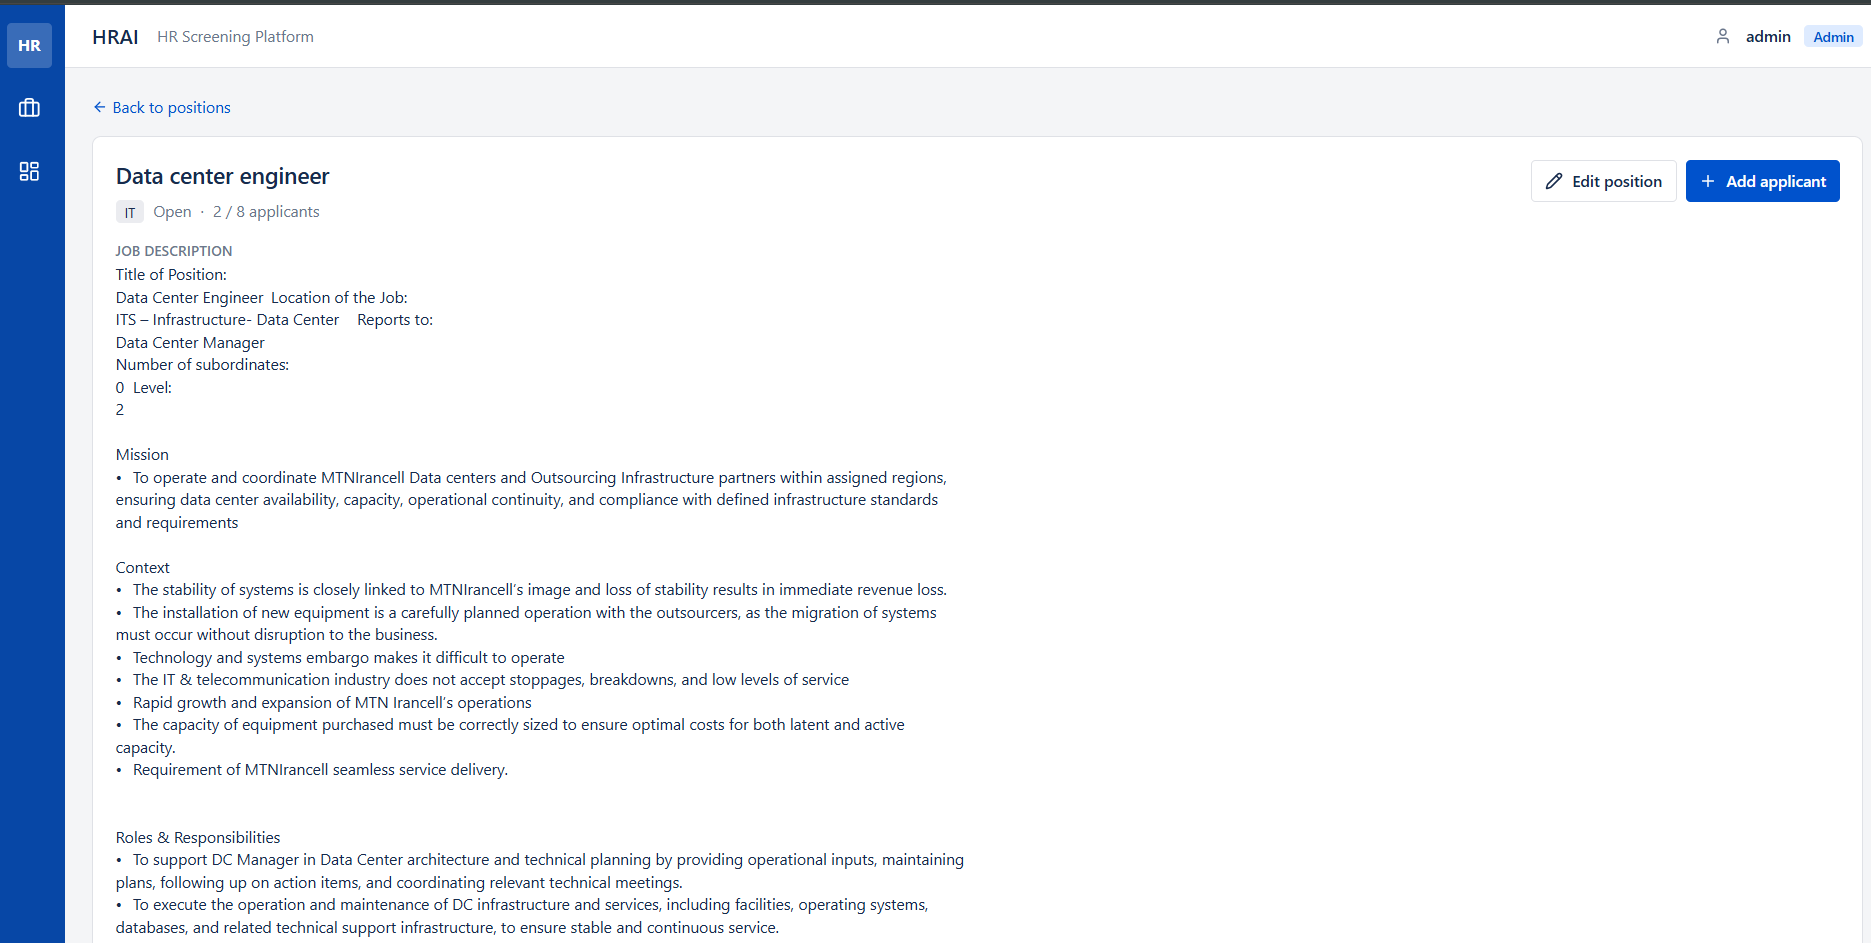 HR
HRAI HR Screening Platform
admin Admin
← Back to positions
Data center engineer
Edit position
+ Add applicant
IT Open · 2 / 8 applicants
JOB DESCRIPTION
Title of Position:
Data Center Engineer  Location of the Job:
ITS – Infrastructure- Data Center    Reports to:
Data Center Manager
Number of subordinates:
0  Level:
2
Mission
•  To operate and coordinate MTNIrancell Data centers and Outsourcing Infrastructure partners within assigned regions,
ensuring data center availability, capacity, operational continuity, and compliance with defined infrastructure standards
and requirements
Context
•  The stability of systems is closely linked to MTNIrancell’s image and loss of stability results in immediate revenue loss.
•  The installation of new equipment is a carefully planned operation with the outsourcers, as the migration of systems
must occur without disruption to the business.
•  Technology and systems embargo makes it difficult to operate
•  The IT & telecommunication industry does not accept stoppages, breakdowns, and low levels of service
•  Rapid growth and expansion of MTN Irancell’s operations
•  The capacity of equipment purchased must be correctly sized to ensure optimal costs for both latent and active
capacity.
•  Requirement of MTNIrancell seamless service delivery.
Roles & Responsibilities
•  To support DC Manager in Data Center architecture and technical planning by providing operational inputs, maintaining
plans, following up on action items, and coordinating relevant technical meetings.
•  To execute the operation and maintenance of DC infrastructure and services, including facilities, operating systems,
databases, and related technical support infrastructure, to ensure stable and continuous service.